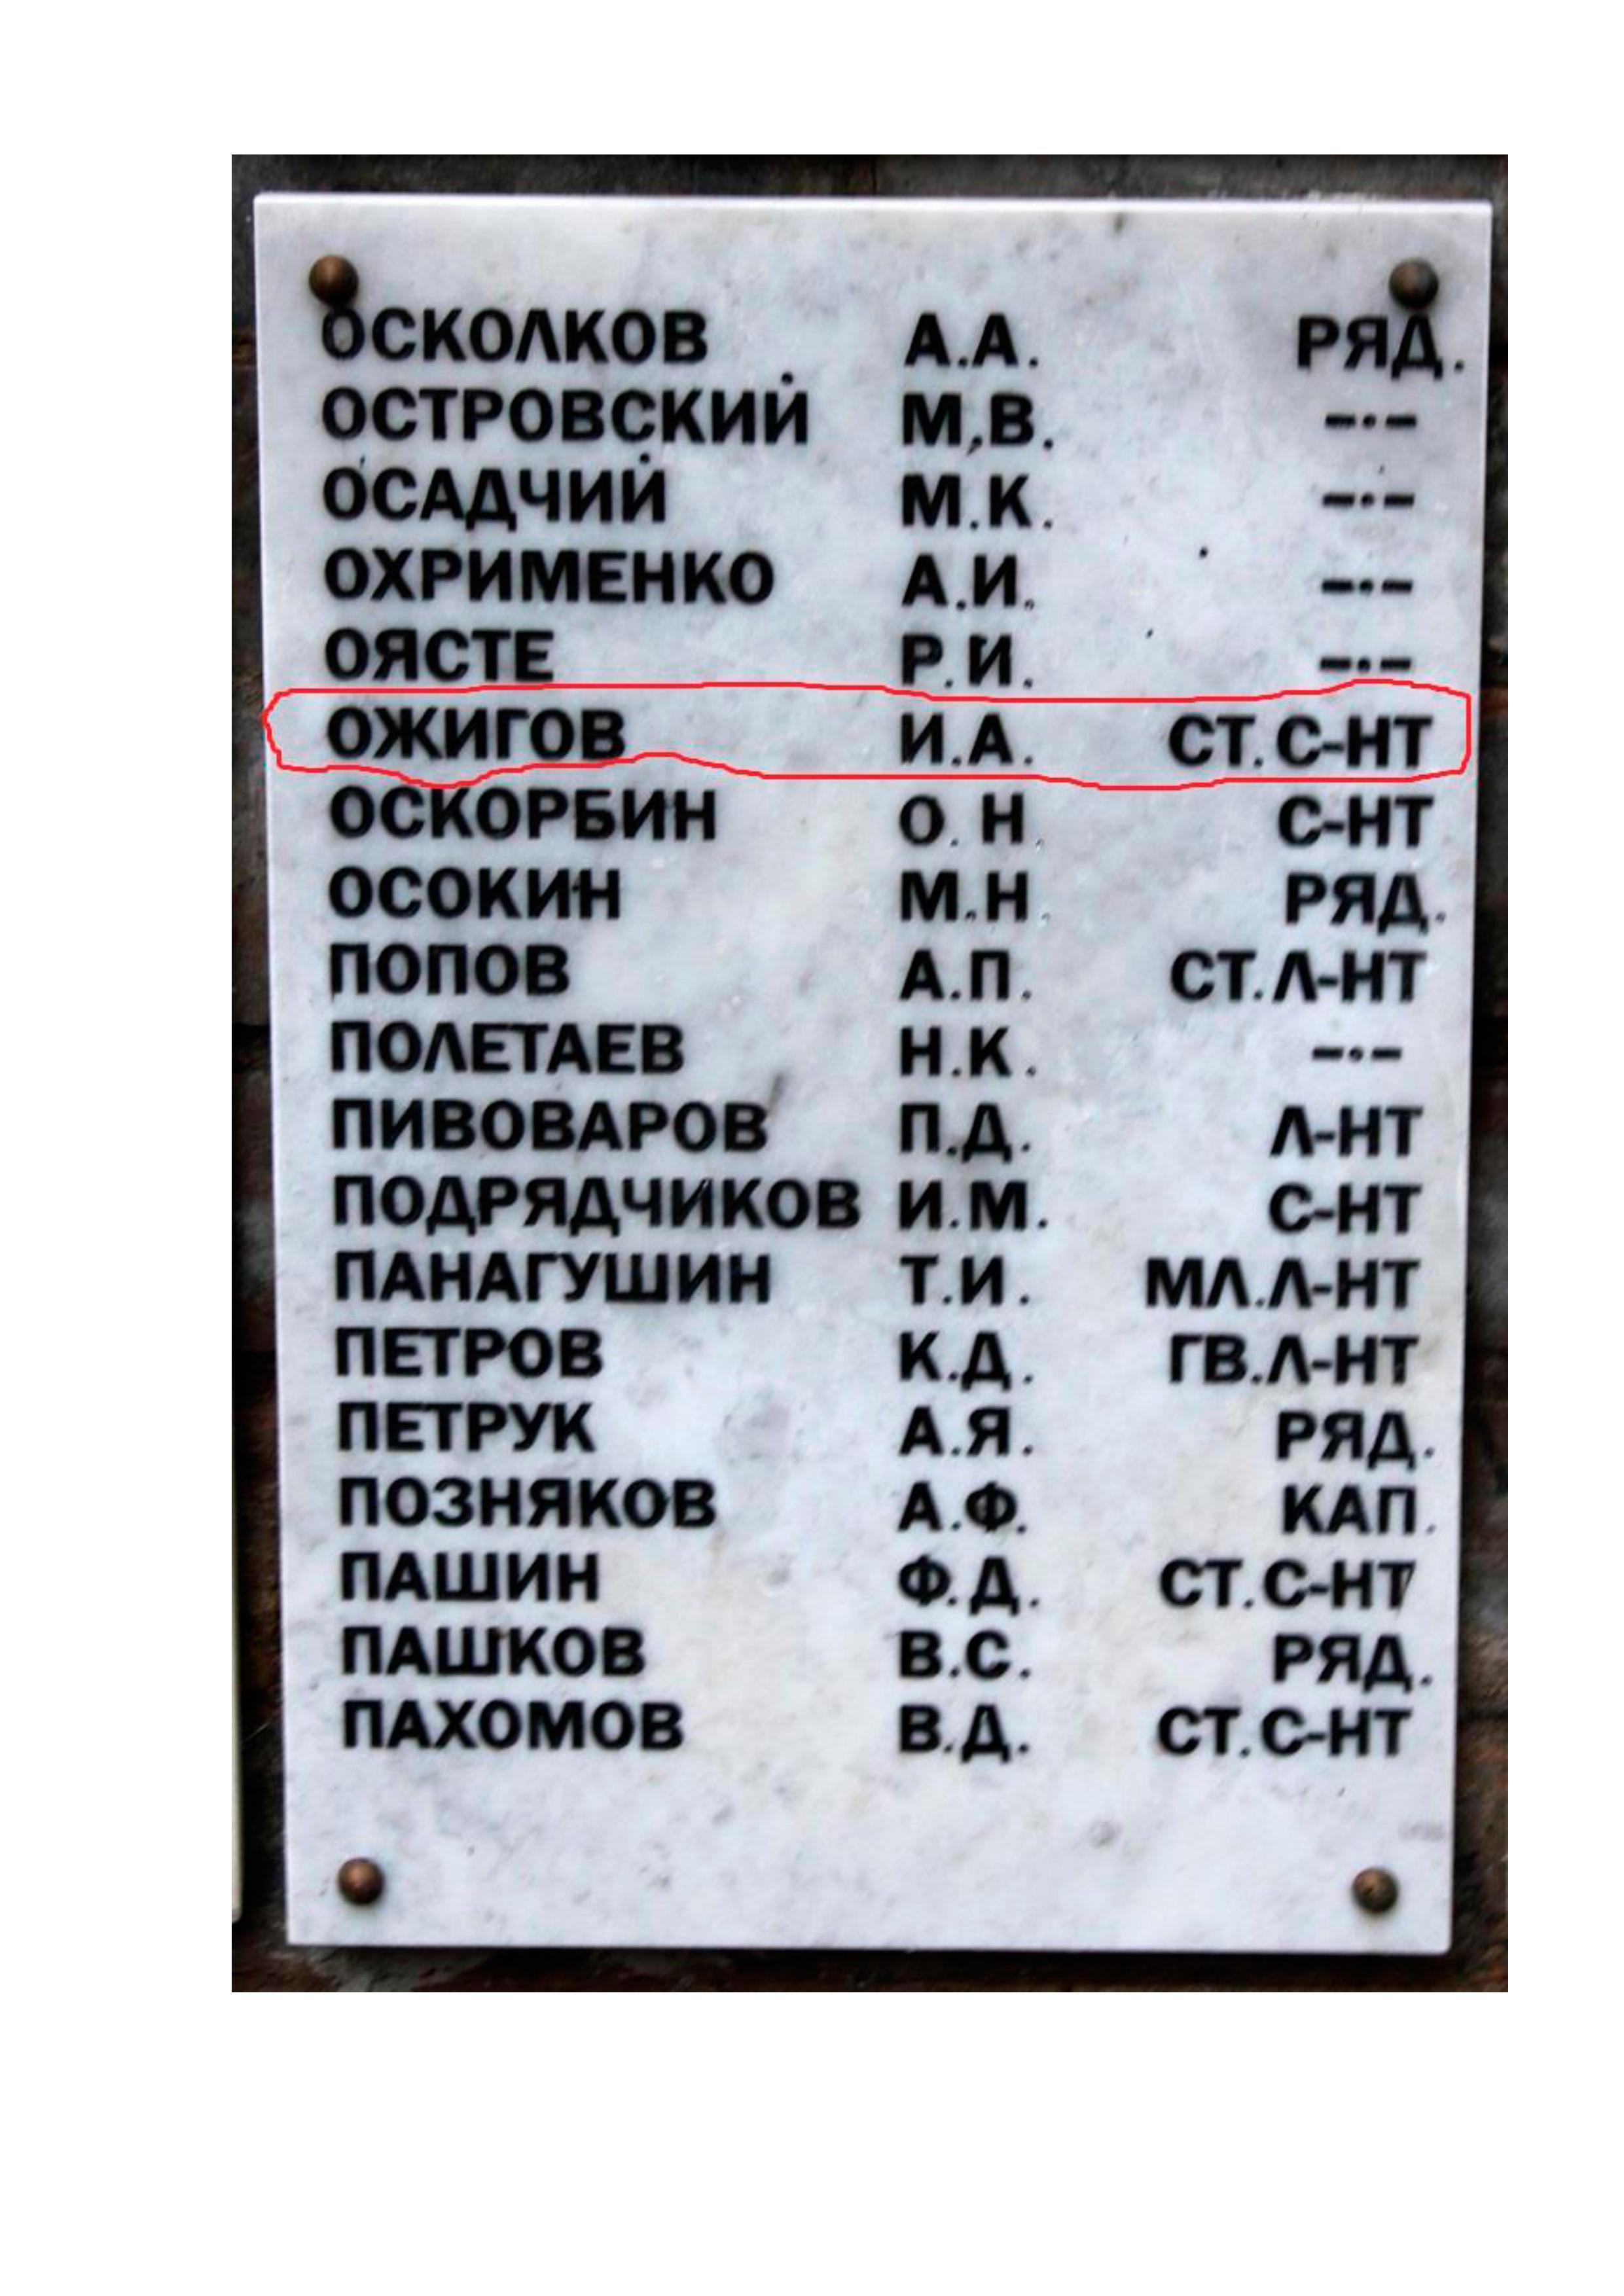 ОСКОЛКОВ А.А. РЯД.
ОСТРОВСКИЙ М.В. –·–
ОСАДЧИЙ М.К. –·–
ОХРИМЕНКО А.И. –·–
ОЯСТЕ Р.И. –·–
ОЖИГОВ И.А. СТ.С-НТ
ОСКОРБИН О.Н. С-НТ
ОСОКИН М.Н. РЯД.
ПОПОВ А.П. СТ.Л-НТ
ПОЛЕТАЕВ Н.К. –·–
ПИВОВАРОВ П.Д. Л-НТ
ПОДРЯДЧИКОВ И.М. С-НТ
ПАНАГУШИН Т.И. МЛ.Л-НТ
ПЕТРОВ К.Д. ГВ.Л-НТ
ПЕТРУК А.Я. РЯД.
ПОЗНЯКОВ А.Ф. КАП.
ПАШИН Ф.Д. СТ.С-НТ
ПАШКОВ В.С. РЯД.
ПАХОМОВ В.Д. СТ.С-НТ